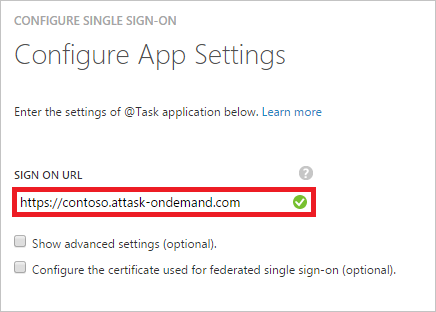 CONFIGURE SINGLE SIGN-ON
Configure App Settings
Enter the settings of @Task application below. Learn more
SIGN ON URL
?
https://contoso.attask-ondemand.com
Show advanced settings (optional).
Configure the certificate used for federated single sign-on (optional).